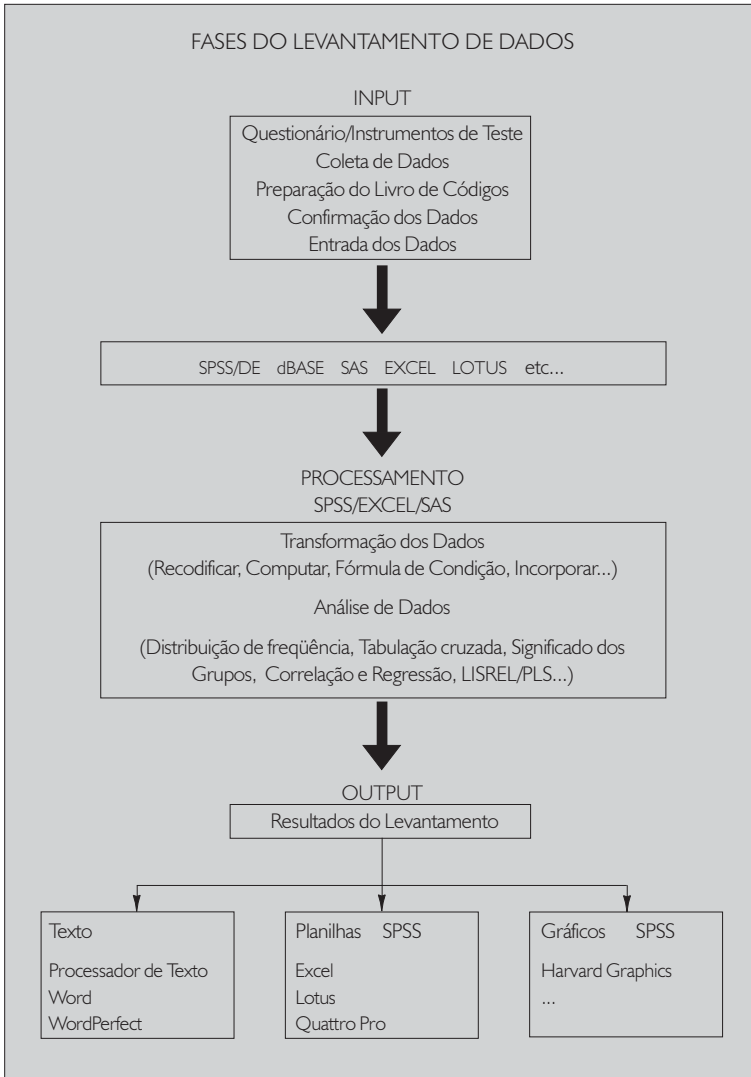 FASES DO LEVANTAMENTO DE DADOS
INPUT
Questionário/Instrumentos de Teste
Coleta de Dados
Preparação do Livro de Códigos
Confirmação dos Dados
Entrada dos Dados
SPSS/DE dBASE SAS EXCEL LOTUS etc...
PROCESSAMENTO
SPSS/EXCEL/SAS
Transformação dos Dados
(Recodificar, Computar, Fórmula de Condição, Incorporar...)
Análise de Dados
(Distribuição de freqüência, Tabulação cruzada, Significado dos
Grupos, Correlação e Regressão, LISREL/PLS...)
OUTPUT
Resultados do Levantamento
Texto
Processador de Texto
Word
WordPerfect
Planilhas SPSS
Excel
Lotus
Quattro Pro
Gráficos SPSS
Harvard Graphics
...